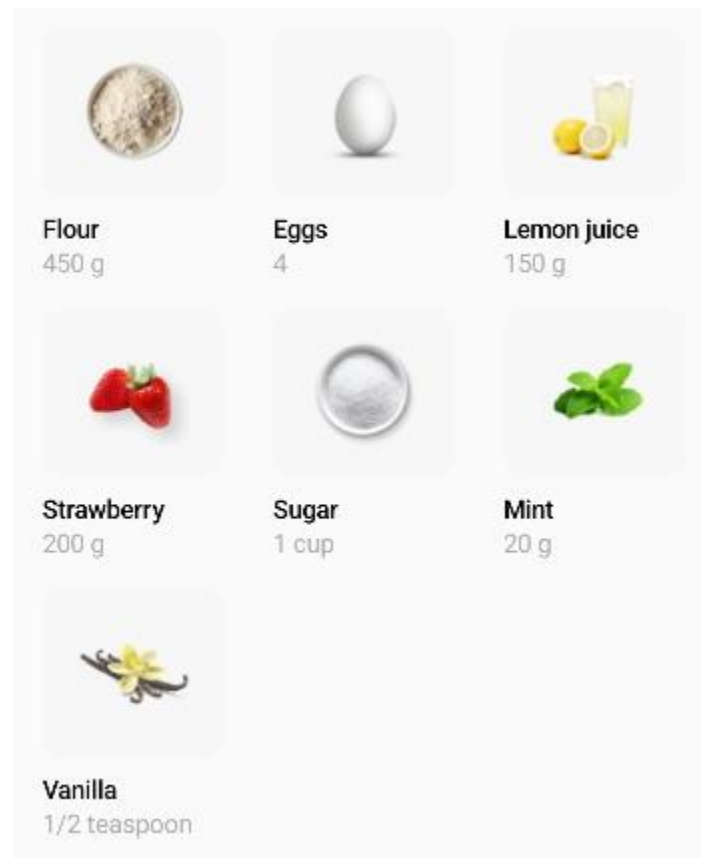 Flour
450 g
Eggs
4
Lemon juice
150 g
Strawberry
200 g
Sugar
1 cup
Mint
20 g
Vanilla
1/2 teaspoon